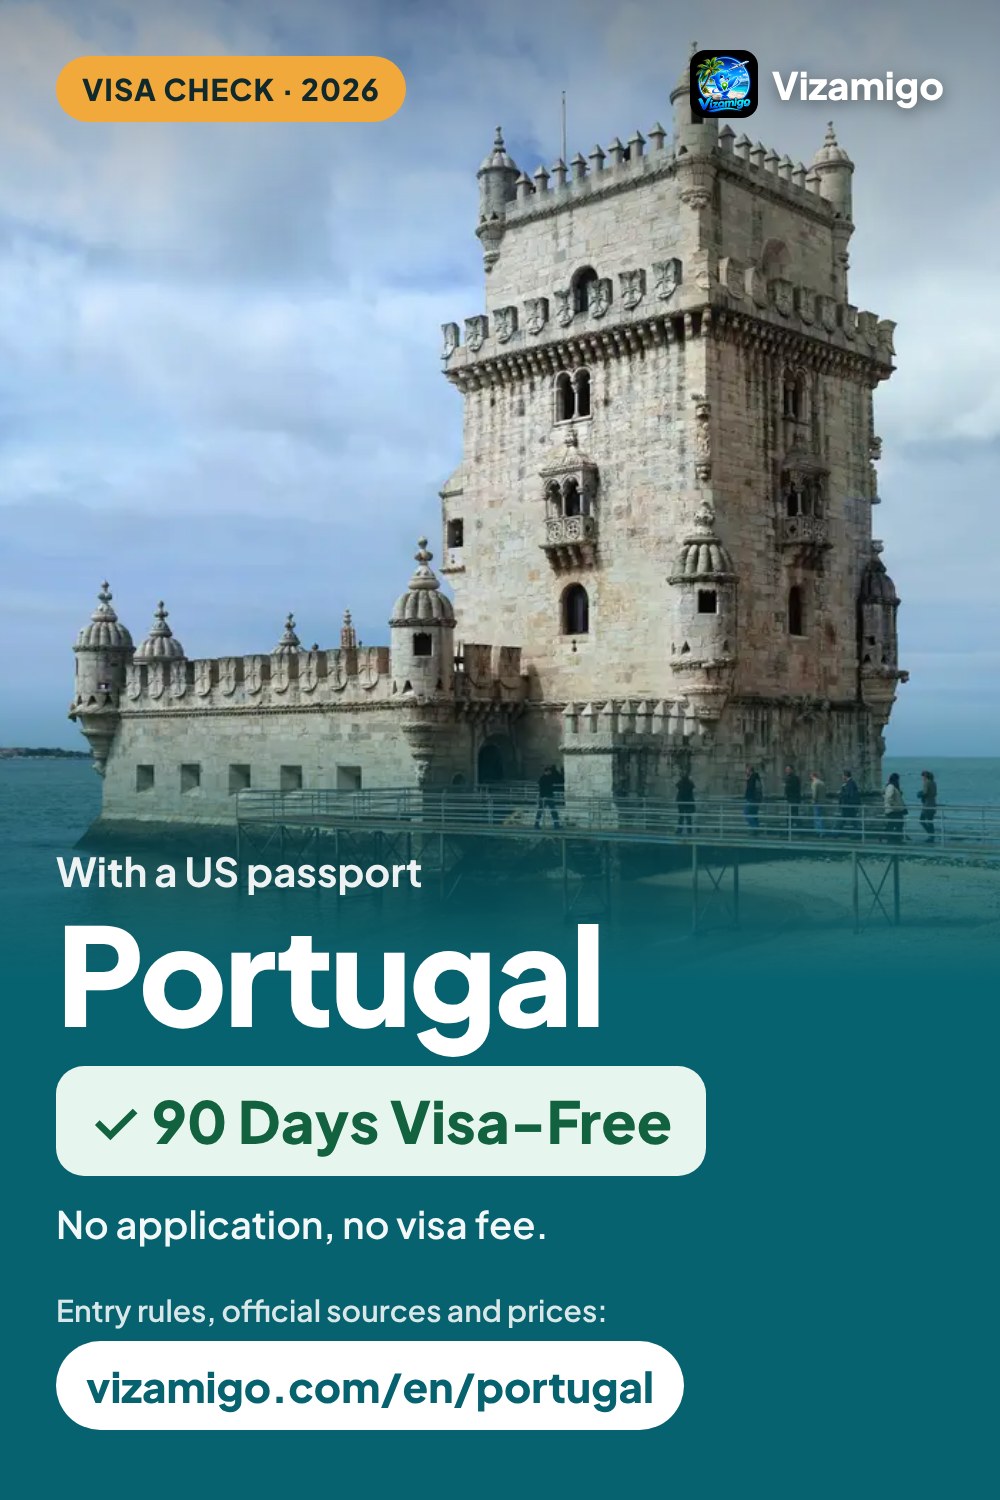 VISA CHECK · 2026
Vizamigo
Vizamigo
With a US passport
Portugal
✓ 90 Days Visa-Free
No application, no visa fee.
Entry rules, official sources and prices:
vizamigo.com/en/portugal